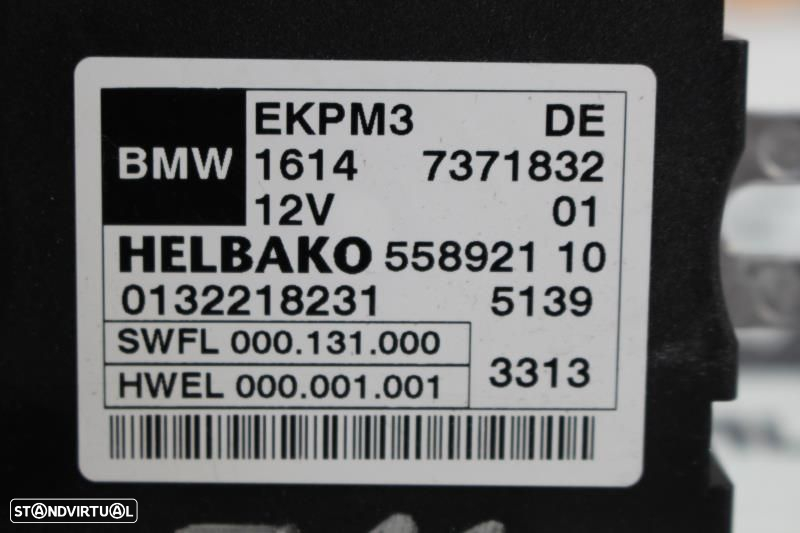 EKPM3 DE
BMW 1614 7371832
12V 01
HELBAKO 558921 10
0132218231 5139
SWFL 000.131.000
HWEL 000.001.001 3313
STANDVIRTUAL